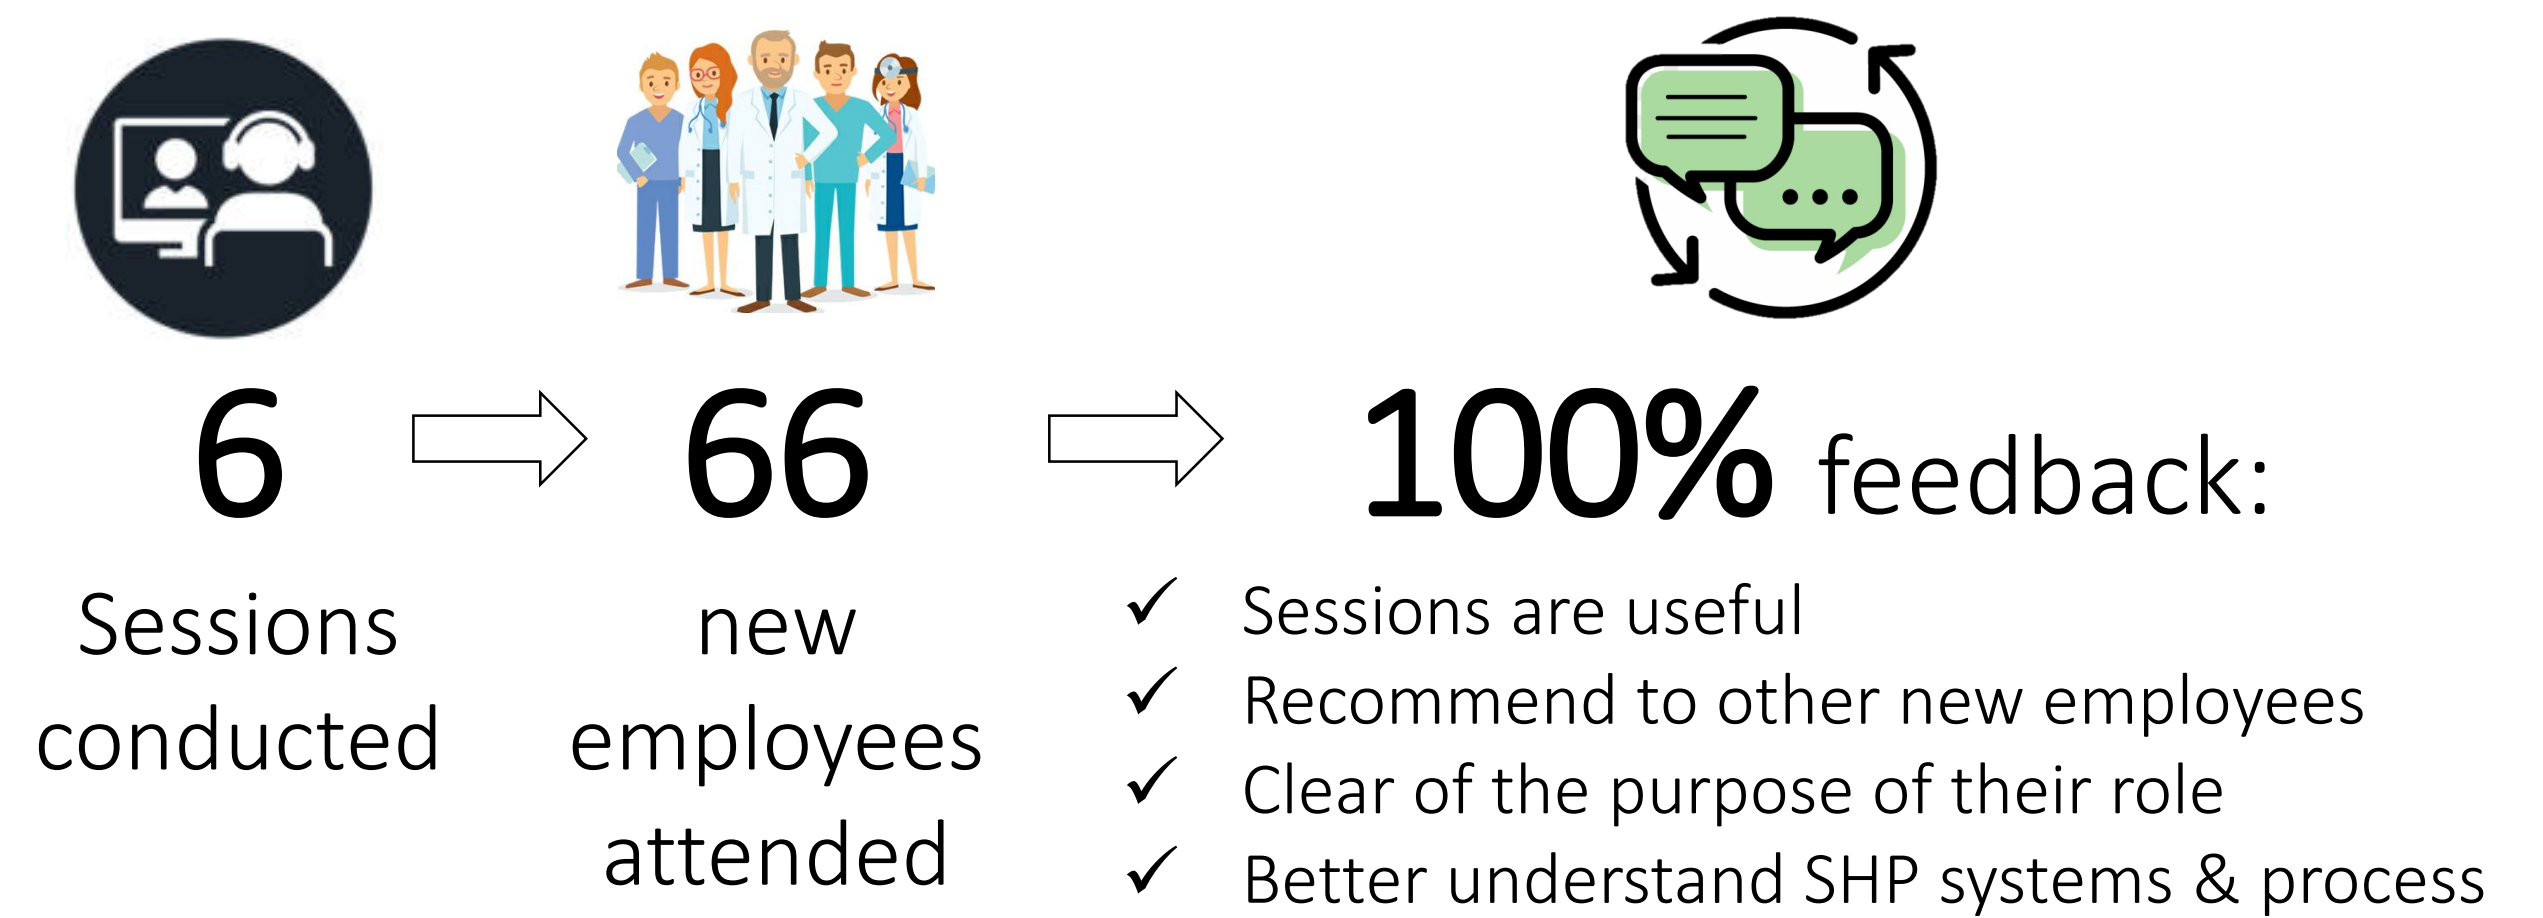 6
Sessions
conducted
66
new
employees
attended
100% feedback:
✓ Sessions are useful
✓ Recommend to other new employees
✓ Clear of the purpose of their role
✓ Better understand SHP systems & process